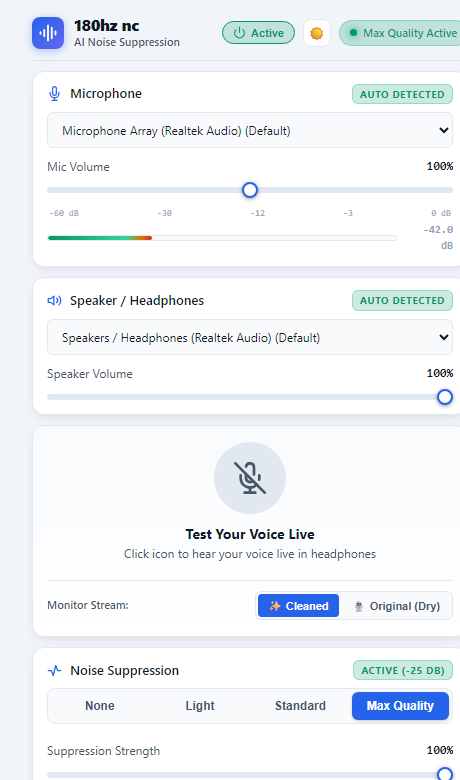 180hz nc
AI Noise Suppression
Active
Max Quality Active
Microphone
AUTO DETECTED
Microphone Array (Realtek Audio) (Default)
Mic Volume
100%
-60 dB -30 -12 -3 0 dB
-42.0
dB
Speaker / Headphones
AUTO DETECTED
Speakers / Headphones (Realtek Audio) (Default)
Speaker Volume
100%
Test Your Voice Live
Click icon to hear your voice live in headphones
Monitor Stream:
Cleaned
Original (Dry)
Noise Suppression
ACTIVE (-25 DB)
None Light Standard Max Quality
Suppression Strength
100%